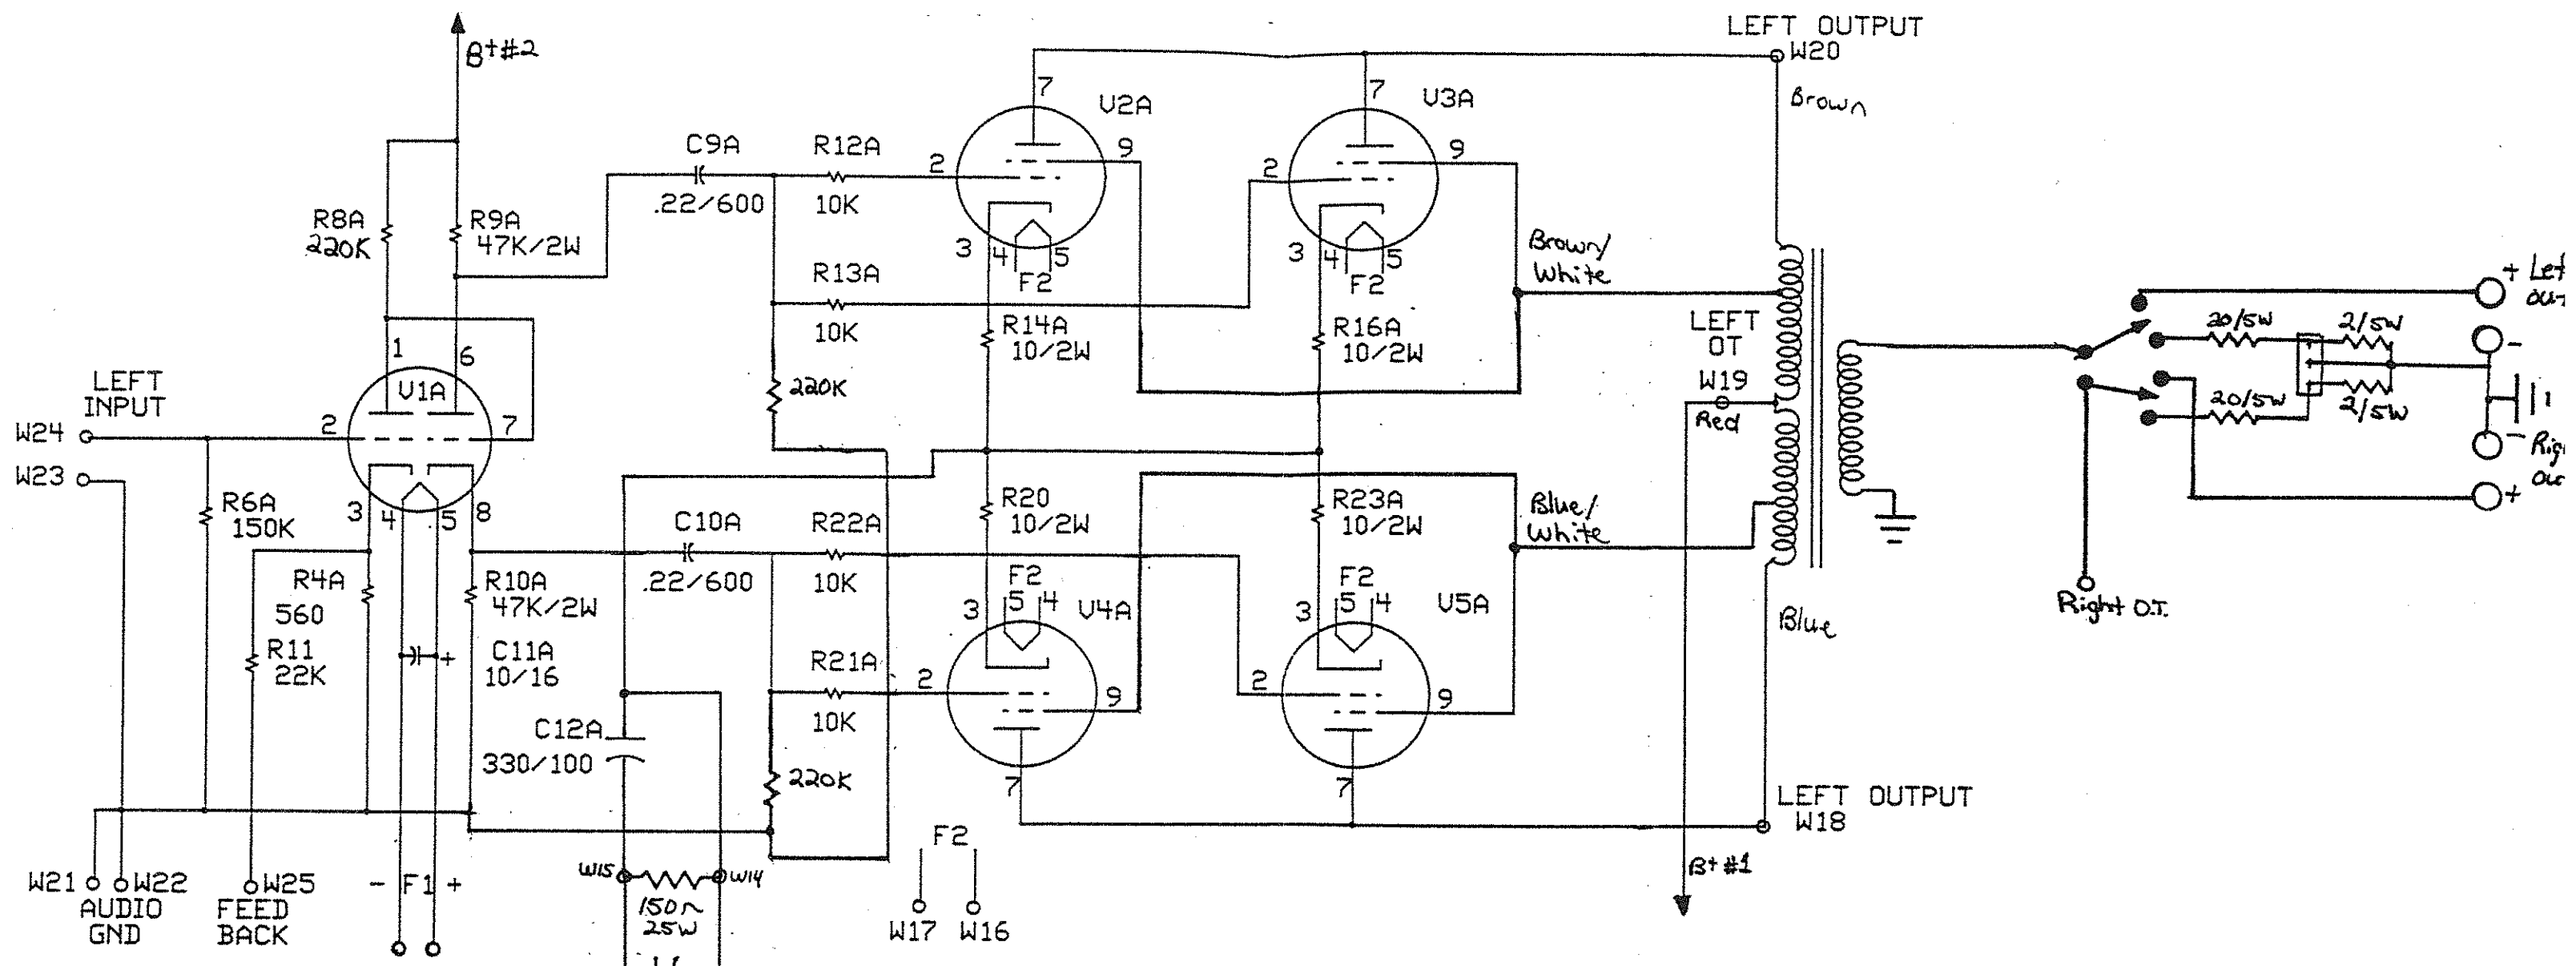 LEFT OUTPUT
W20
B+#2
Brown
7
V2A
7
V3A
C9A
R12A
2
9
2
9
.22/600
10K
R8A
220K
R9A
47K/2W
3
4
5
F2
3
4
5
F2
Brown/
White
R13A
10K
R14A
10/2W
R16A
10/2W
LEFT
OT
W19
Red
+ Left
out
20/5W
2/5W
-
20/5W
2/5W
-
Right
out
+
1
6
LEFT
INPUT
V1A
220K
W24
2
7
W23
R6A
150K
3
4
5
8
C10A
.22/600
R22A
10K
R20
10/2W
R23A
10/2W
Blue/
White
R4A
560
R10A
47K/2W
F2
5
4
3
V4A
F2
5
4
3
V5A
Right O.T.
Blue
R11
22K
+
C11A
10/16
R21A
10K
2
9
2
9
C12A
330/100
220K
7
7
LEFT OUTPUT
W18
F2
B+#1
W21
W22
AUDIO
GND
W25
FEED
BACK
- F1 +
W15
W14
150Ω
25W
W17
W16